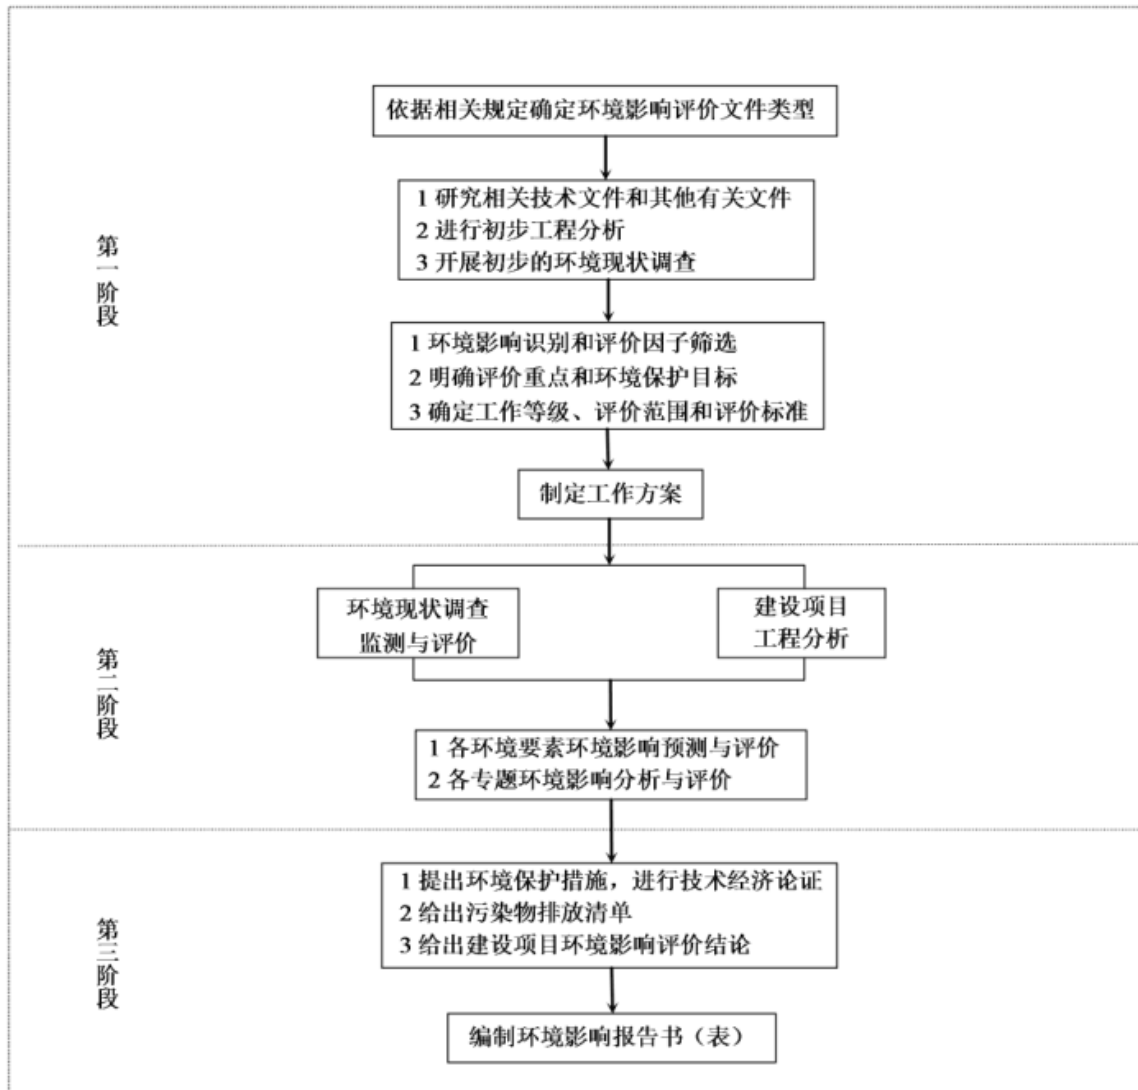 依据相关规定确定环境影响评价文件类型
1 研究相关技术文件和其他有关文件
2 进行初步工程分析
3 开展初步的环境现状调查
第一阶段
1 环境影响识别和评价因子筛选
2 明确评价重点和环境保护目标
3 确定工作等级、评价范围和评价标准
制定工作方案
环境现状调查
监测与评价
建设项目
工程分析
第二阶段
1 各环境要素环境影响预测与评价
2 各专题环境影响分析与评价
1 提出环境保护措施，进行技术经济论证
2 给出污染物排放清单
3 给出建设项目环境影响评价结论
第三阶段
编制环境影响报告书（表）